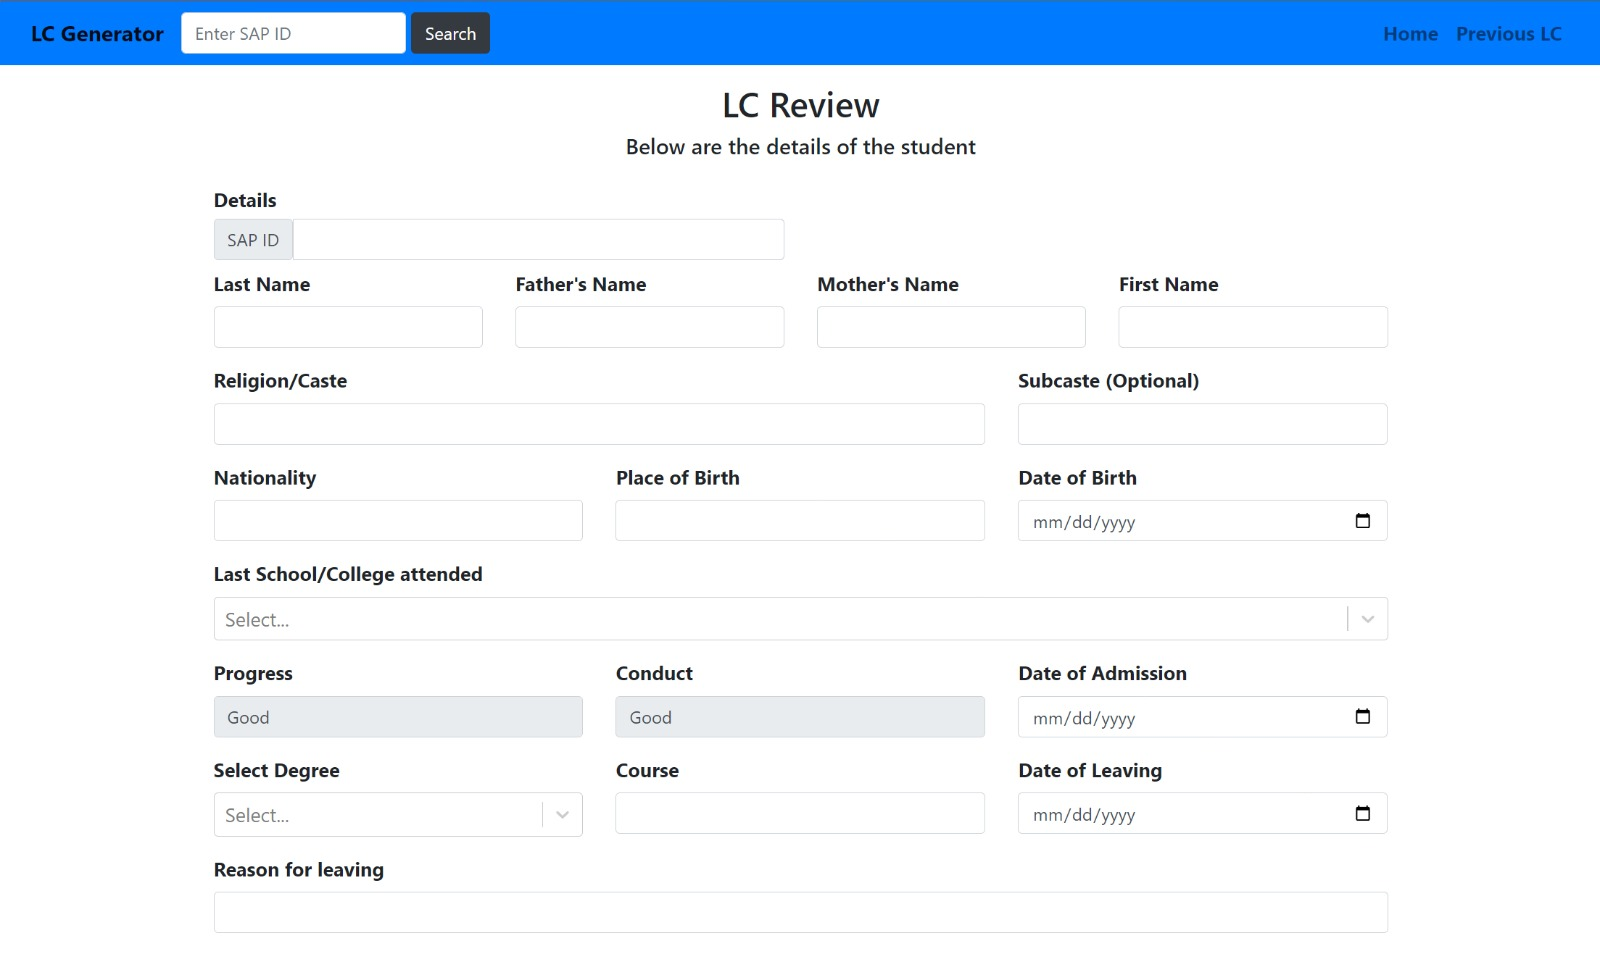 LC Generator Enter SAP ID Search Home Previous LC
LC Review
Below are the details of the student
Details
SAP ID
Last Name Father's Name Mother's Name First Name
Religion/Caste Subcaste (Optional)
Nationality Place of Birth Date of Birth
mm/dd/yyyy
Last School/College attended
Select...
Progress Conduct Date of Admission
Good Good mm/dd/yyyy
Select Degree Course Date of Leaving
Select... mm/dd/yyyy
Reason for leaving